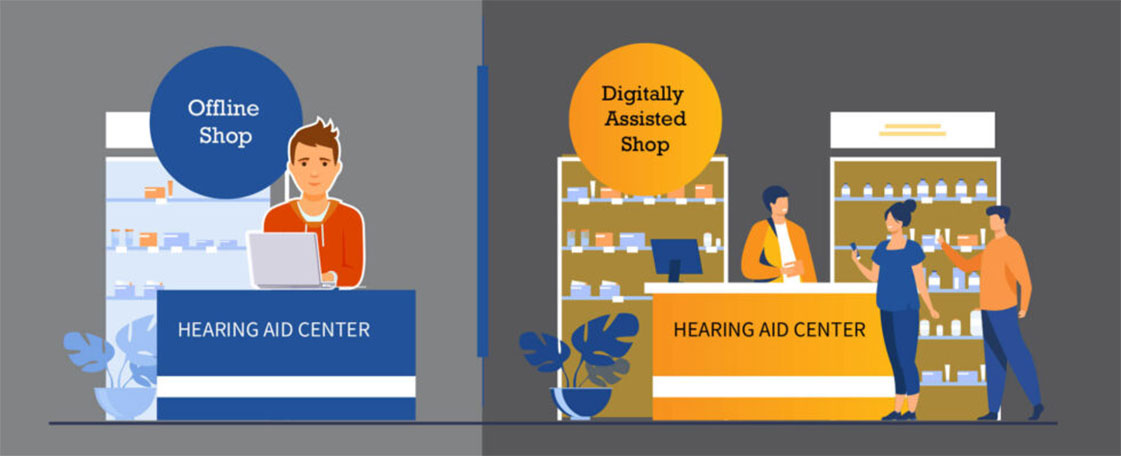 Offline
Shop
HEARING AID CENTER
Digitally
Assisted
Shop
HEARING AID CENTER